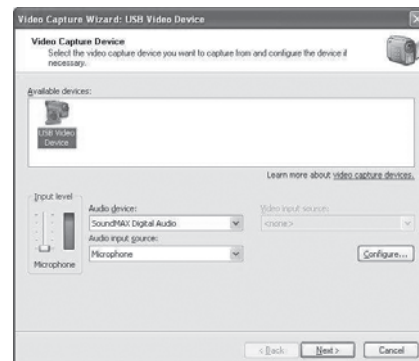 Video Capture Wizard: USB Video Device
Video Capture Device
Select the video capture device you want to capture from and configure the device if
necessary.
Available devices:
USB Video
Device
Learn more about video capture devices.
Input level
Microphone
Audio device:
SoundMAX Digital Audio
Audio input source:
Microphone
Video input source:
<none>
Configure...
< Back
Next >
Cancel